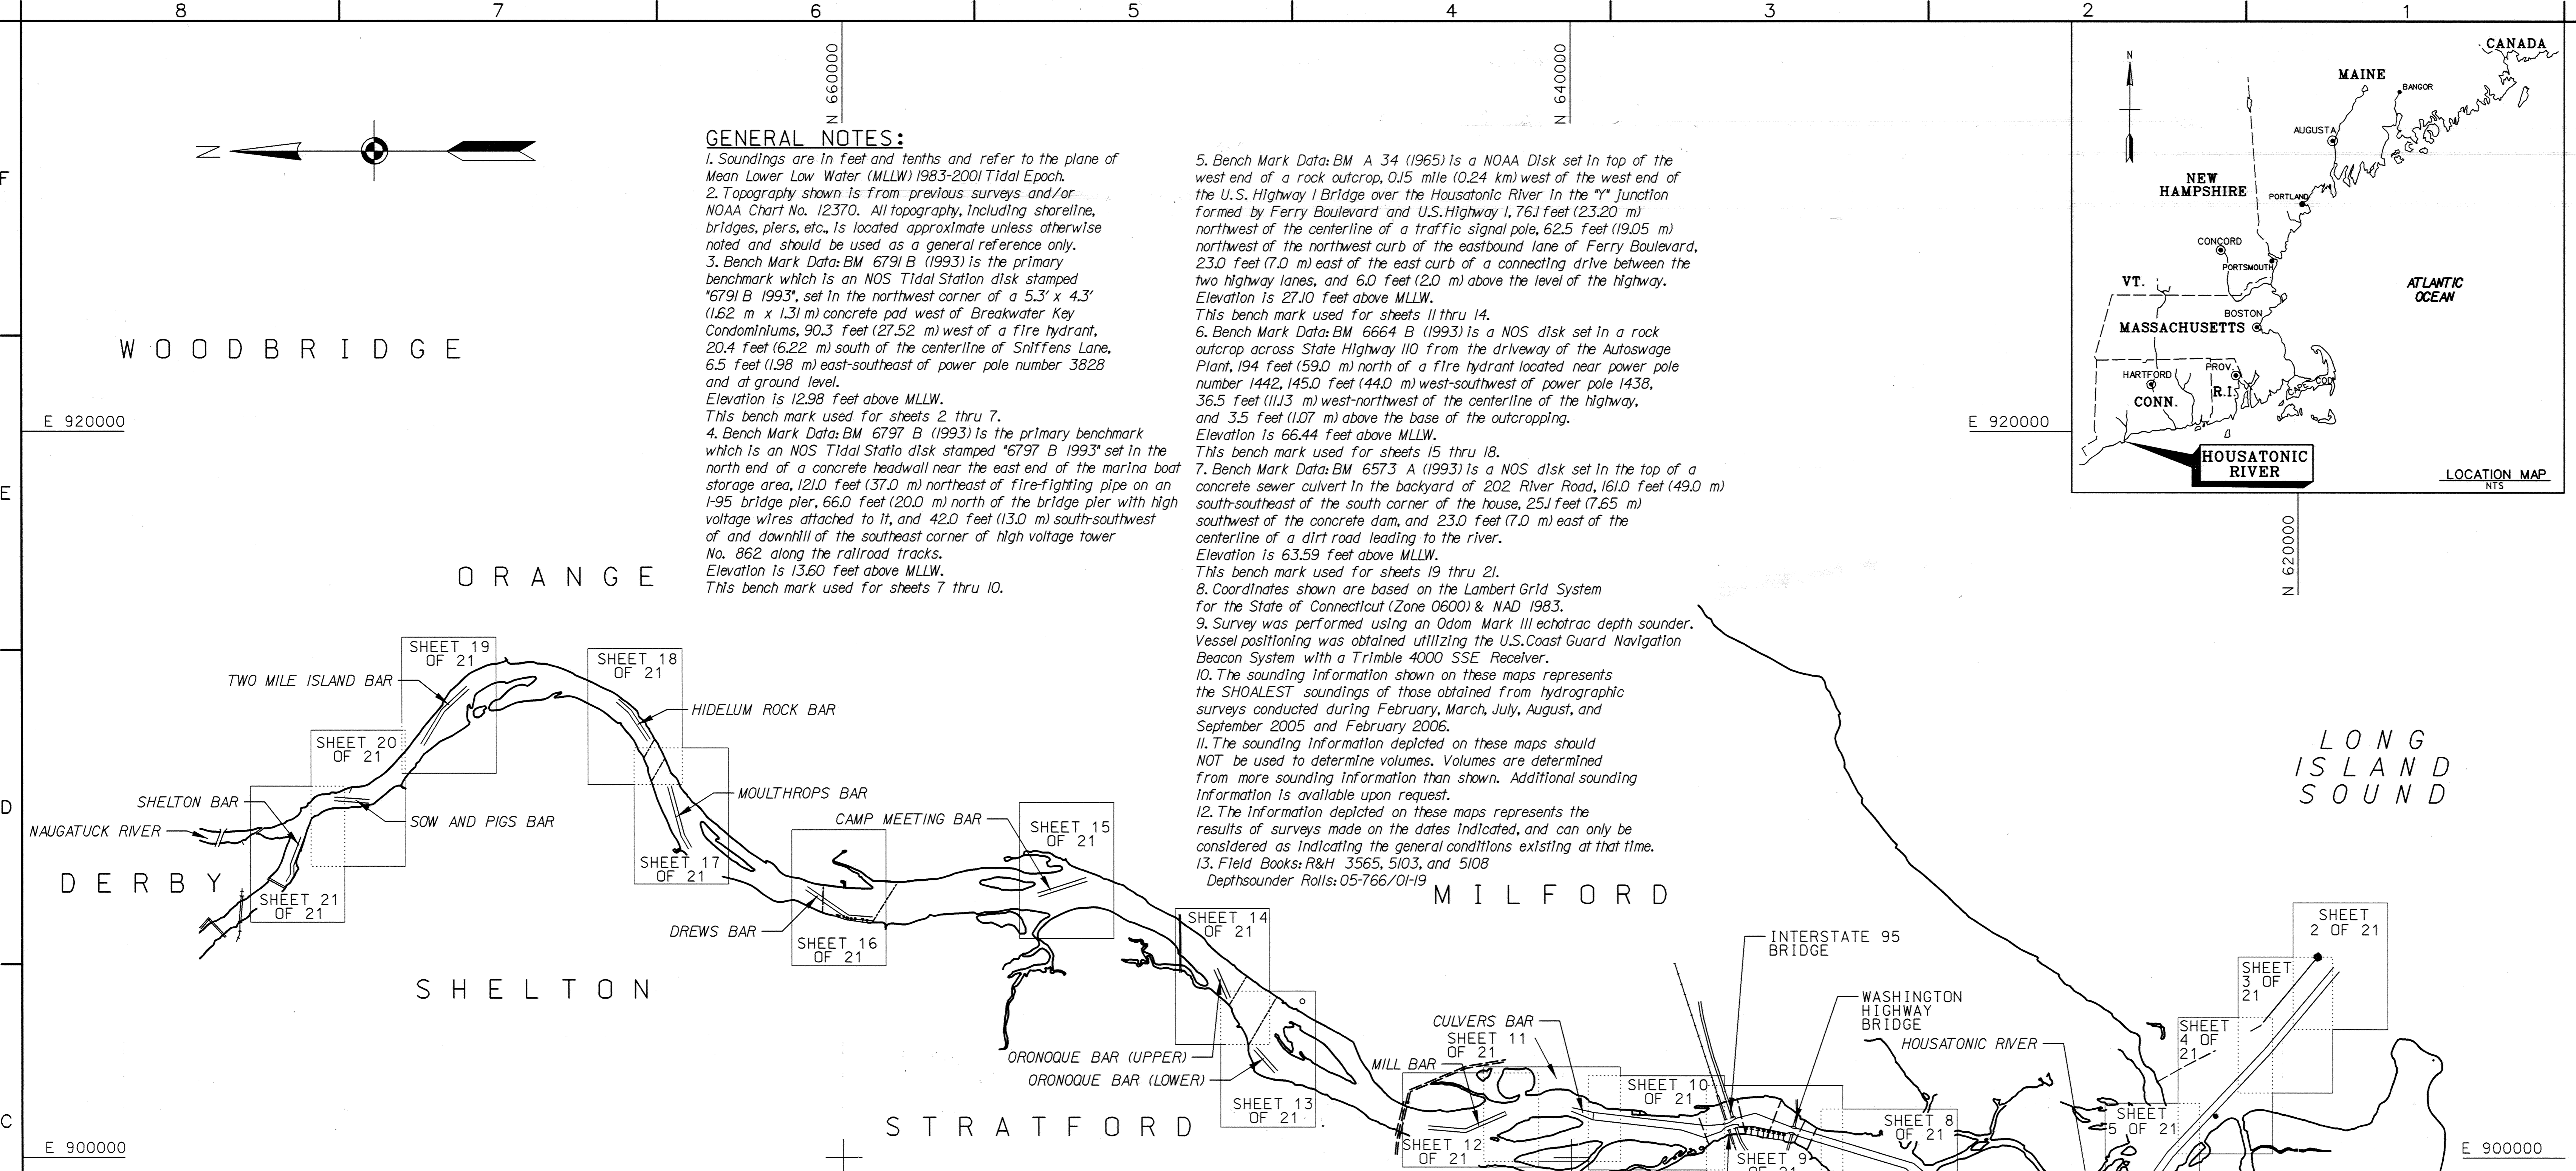 8 7 6 5 4 3 2 1
F
E
D
C
N 660000
N 640000
N 620000
E 920000
E 920000
E 900000
E 900000
N
GENERAL NOTES:
1. Soundings are in feet and tenths and refer to the plane of
Mean Lower Low Water (MLLW) 1983-2001 Tidal Epoch.
2. Topography shown is from previous surveys and/or
NOAA Chart No. 12370. All topography, including shoreline,
bridges, piers, etc., is located approximate unless otherwise
noted and should be used as a general reference only.
3. Bench Mark Data: BM 6791 B (1993) is the primary
benchmark which is an NOS Tidal Station disk stamped
"6791 B 1993", set in the northwest corner of a 5.3' x 4.3'
(1.62 m x 1.31 m) concrete pad west of Breakwater Key
Condominiums, 90.3 feet (27.52 m) west of a fire hydrant,
20.4 feet (6.22 m) south of the centerline of Sniffens Lane,
6.5 feet (1.98 m) east-southeast of power pole number 3828
and at ground level.
Elevation is 12.98 feet above MLLW.
This bench mark used for sheets 2 thru 7.
4. Bench Mark Data: BM 6797 B (1993) is the primary benchmark
which is an NOS Tidal Statio disk stamped "6797 B 1993" set in the
north end of a concrete headwall near the east end of the marina boat
storage area, 121.0 feet (37.0 m) northeast of fire-fighting pipe on an
I-95 bridge pier, 66.0 feet (20.0 m) north of the bridge pier with high
voltage wires attached to it, and 42.0 feet (13.0 m) south-southwest
of and downhill of the southeast corner of high voltage tower
No. 862 along the railroad tracks.
Elevation is 13.60 feet above MLLW.
This bench mark used for sheets 7 thru 10.
5. Bench Mark Data: BM A 34 (1965) is a NOAA Disk set in top of the
west end of a rock outcrop, 0.15 mile (0.24 km) west of the west end of
the U.S. Highway 1 Bridge over the Housatonic River in the "Y" junction
formed by Ferry Boulevard and U.S. Highway 1, 76.1 feet (23.20 m)
northwest of the centerline of a traffic signal pole, 62.5 feet (19.05 m)
northwest of the northwest curb of the eastbound lane of Ferry Boulevard,
23.0 feet (7.0 m) east of the east curb of a connecting drive between the
two highway lanes, and 6.0 feet (2.0 m) above the level of the highway.
Elevation is 27.10 feet above MLLW.
This bench mark used for sheets 11 thru 14.
6. Bench Mark Data: BM 6664 B (1993) is a NOS disk set in a rock
outcrop across State Highway 110 from the driveway of the Autoswage
Plant, 194 feet (59.0 m) north of a fire hydrant located near power pole
number 1442, 145.0 feet (44.0 m) west-southwest of power pole 1438,
36.5 feet (11.13 m) west-northwest of the centerline of the highway,
and 3.5 feet (1.07 m) above the base of the outcropping.
Elevation is 66.44 feet above MLLW.
This bench mark used for sheets 15 thru 18.
7. Bench Mark Data: BM 6573 A (1993) is a NOS disk set in the top of a
concrete sewer culvert in the backyard of 202 River Road, 161.0 feet (49.0 m)
south-southeast of the south corner of the house, 25.1 feet (7.65 m)
southwest of the concrete dam, and 23.0 feet (7.0 m) east of the
centerline of a dirt road leading to the river.
Elevation is 63.59 feet above MLLW.
This bench mark used for sheets 19 thru 21.
8. Coordinates shown are based on the Lambert Grid System
for the State of Connecticut (Zone 0600) & NAD 1983.
9. Survey was performed using an Odom Mark III echotrac depth sounder.
Vessel positioning was obtained utilizing the U.S. Coast Guard Navigation
Beacon System with a Trimble 4000 SSE Receiver.
10. The sounding information shown on these maps represents
the SHOALEST soundings of those obtained from hydrographic
surveys conducted during February, March, July, August, and
September 2005 and February 2006.
11. The sounding information depicted on these maps should
NOT be used to determine volumes. Volumes are determined
from more sounding information than shown. Additional sounding
information is available upon request.
12. The information depicted on these maps represents the
results of surveys made on the dates indicated, and can only be
considered as indicating the general conditions existing at that time.
13. Field Books: R&H 3565, 5103, and 5108
Depthsounder Rolls: 05-766/01-19
CANADA
N
MAINE
BANGOR
AUGUSTA
NEW
HAMPSHIRE
PORTLAND
CONCORD
PORTSMOUTH
VT.
ATLANTIC
OCEAN
BOSTON
MASSACHUSETTS
PROV.
HARTFORD
CAPE COD
R.I.
CONN.
HOUSATONIC
RIVER
LOCATION MAP
NTS
WOODBRIDGE
ORANGE
DERBY
SHELTON
STRATFORD
MILFORD
LONG
ISLAND
SOUND
SHEET 19
OF 21
SHEET 18
OF 21
TWO MILE ISLAND BAR
HIDELUM ROCK BAR
SHEET 20
OF 21
SHELTON BAR
NAUGATUCK RIVER
SOW AND PIGS BAR
MOULTHROPS BAR
CAMP MEETING BAR
SHEET 15
OF 21
SHEET 17
OF 21
SHEET 21
OF 21
DREWS BAR
SHEET 16
OF 21
SHEET 14
OF 21
INTERSTATE 95
BRIDGE
SHEET
2 OF 21
SHEET
3 OF
21
WASHINGTON
HIGHWAY
BRIDGE
CULVERS BAR
SHEET 11
OF 21
SHEET
4 OF
21
HOUSATONIC RIVER
ORONOQUE BAR (UPPER)
ORONOQUE BAR (LOWER)
MILL BAR
SHEET 10
OF 21
SHEET 13
OF 21
SHEET 8
OF 21
SHEET
5 OF 21
SHEET 12
OF 21
SHEET 9
OF 21